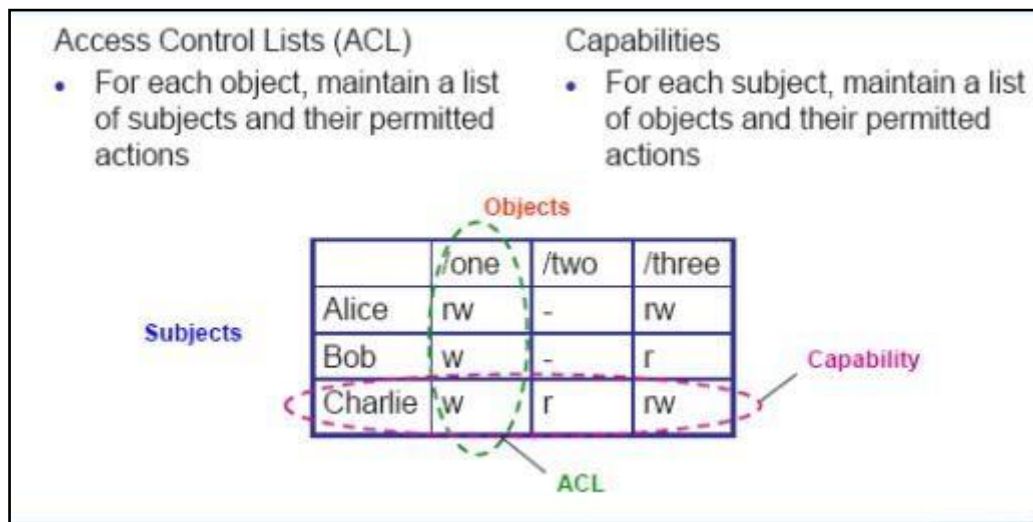 Access Control Lists (ACL)
• For each object, maintain a list
of subjects and their permitted
actions
Capabilities
• For each subject, maintain a list
of objects and their permitted
actions
Objects
/one /two /three
Alice rw - rw
Subjects
Bob w - r
Capability
Charlie w r rw
ACL